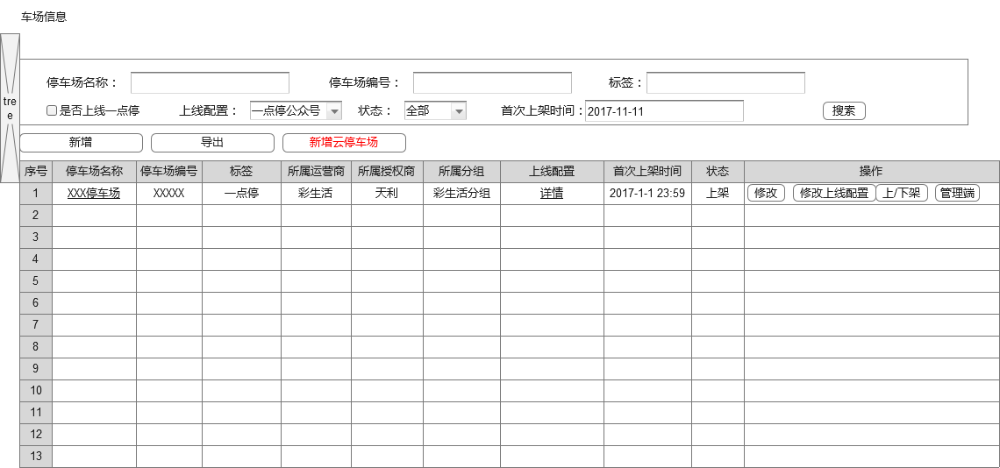 车场信息
停车场名称： 停车场编号： 标签：
tre
e
是否上线一点停 上线配置： 一点停公众号 状态： 全部 首次上架时间： 2017-11-11 搜索
新增 导出 新增云停车场
序号 停车场名称 停车场编号 标签 所属运营商 所属授权商 所属分组 上线配置 首次上架时间 状态 操作
1 XXX停车场 XXXXX 一点停 彩生活 天利 彩生活分组 详情 2017-1-1 23:59 上架 修改 修改上线配置 上/下架 管理端
2
3
4
5
6
7
8
9
10
11
12
13